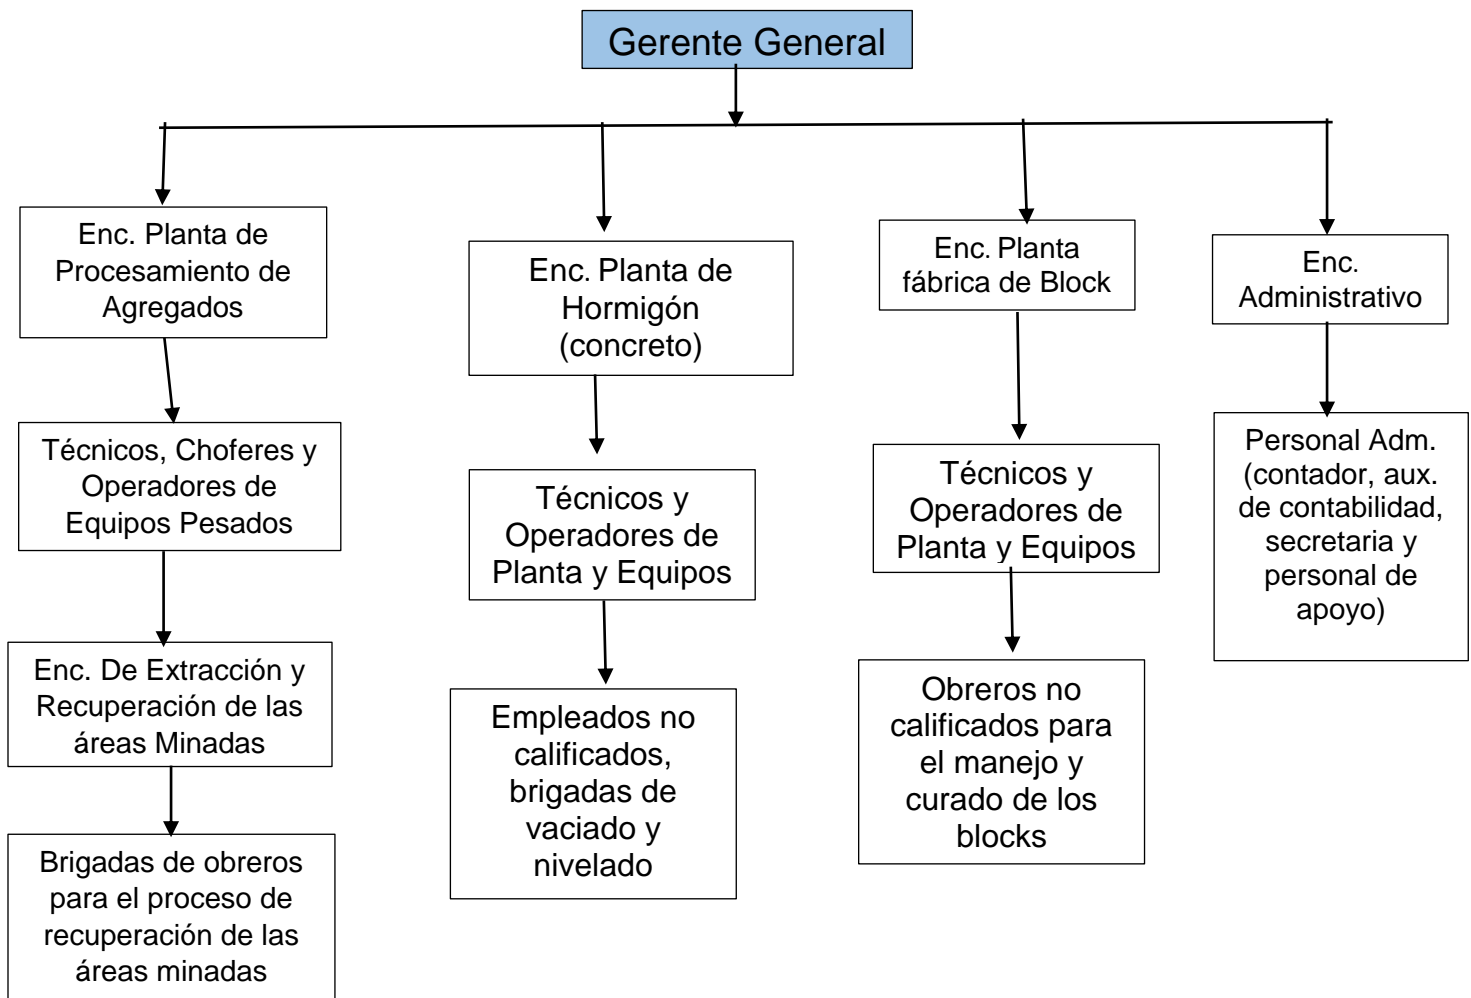 Gerente General
Enc. Planta de
Procesamiento de
Agregados
Enc. Planta de
Hormigón
(concreto)
Enc. Planta
fábrica de Block
Enc.
Administrativo
Técnicos, Choferes y
Operadores de
Equipos Pesados
Técnicos y
Operadores de
Planta y Equipos
Técnicos y
Operadores de
Planta y Equipos
Personal Adm.
(contador, aux.
de contabilidad,
secretaria y
personal de
apoyo)
Enc. De Extracción y
Recuperación de las
áreas Minadas
Empleados no
calificados,
brigadas de
vaciado y
nivelado
Obreros no
calificados para
el manejo y
curado de los
blocks
Brigadas de obreros
para el proceso de
recuperación de las
áreas minadas